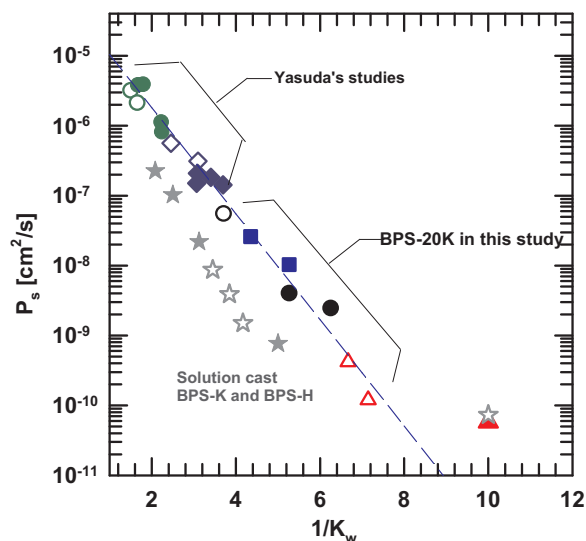 10⁻⁵
10⁻⁶
10⁻⁷
10⁻⁸
10⁻⁹
10⁻¹⁰
10⁻¹¹
Pₛ [cm²/s]
Yasuda's studies
BPS-20K in this study
Solution cast
BPS-K and BPS-H
2 4 6 8 10 12
1/K_w